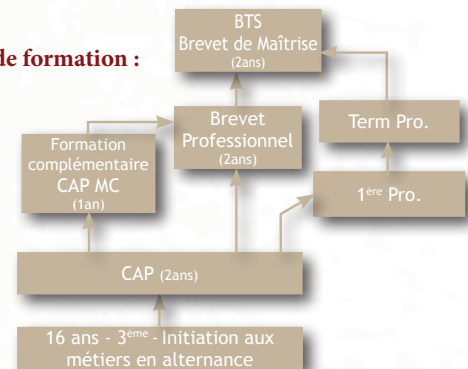 de formation :
BTS
Brevet de Maîtrise
(2ans)
Brevet
Professionnel
(2ans)
Term Pro.
Formation
complémentaire
CAP MC
(1an)
1ère Pro.
CAP (2ans)
16 ans - 3eme - Initiation aux
métiers en alternance